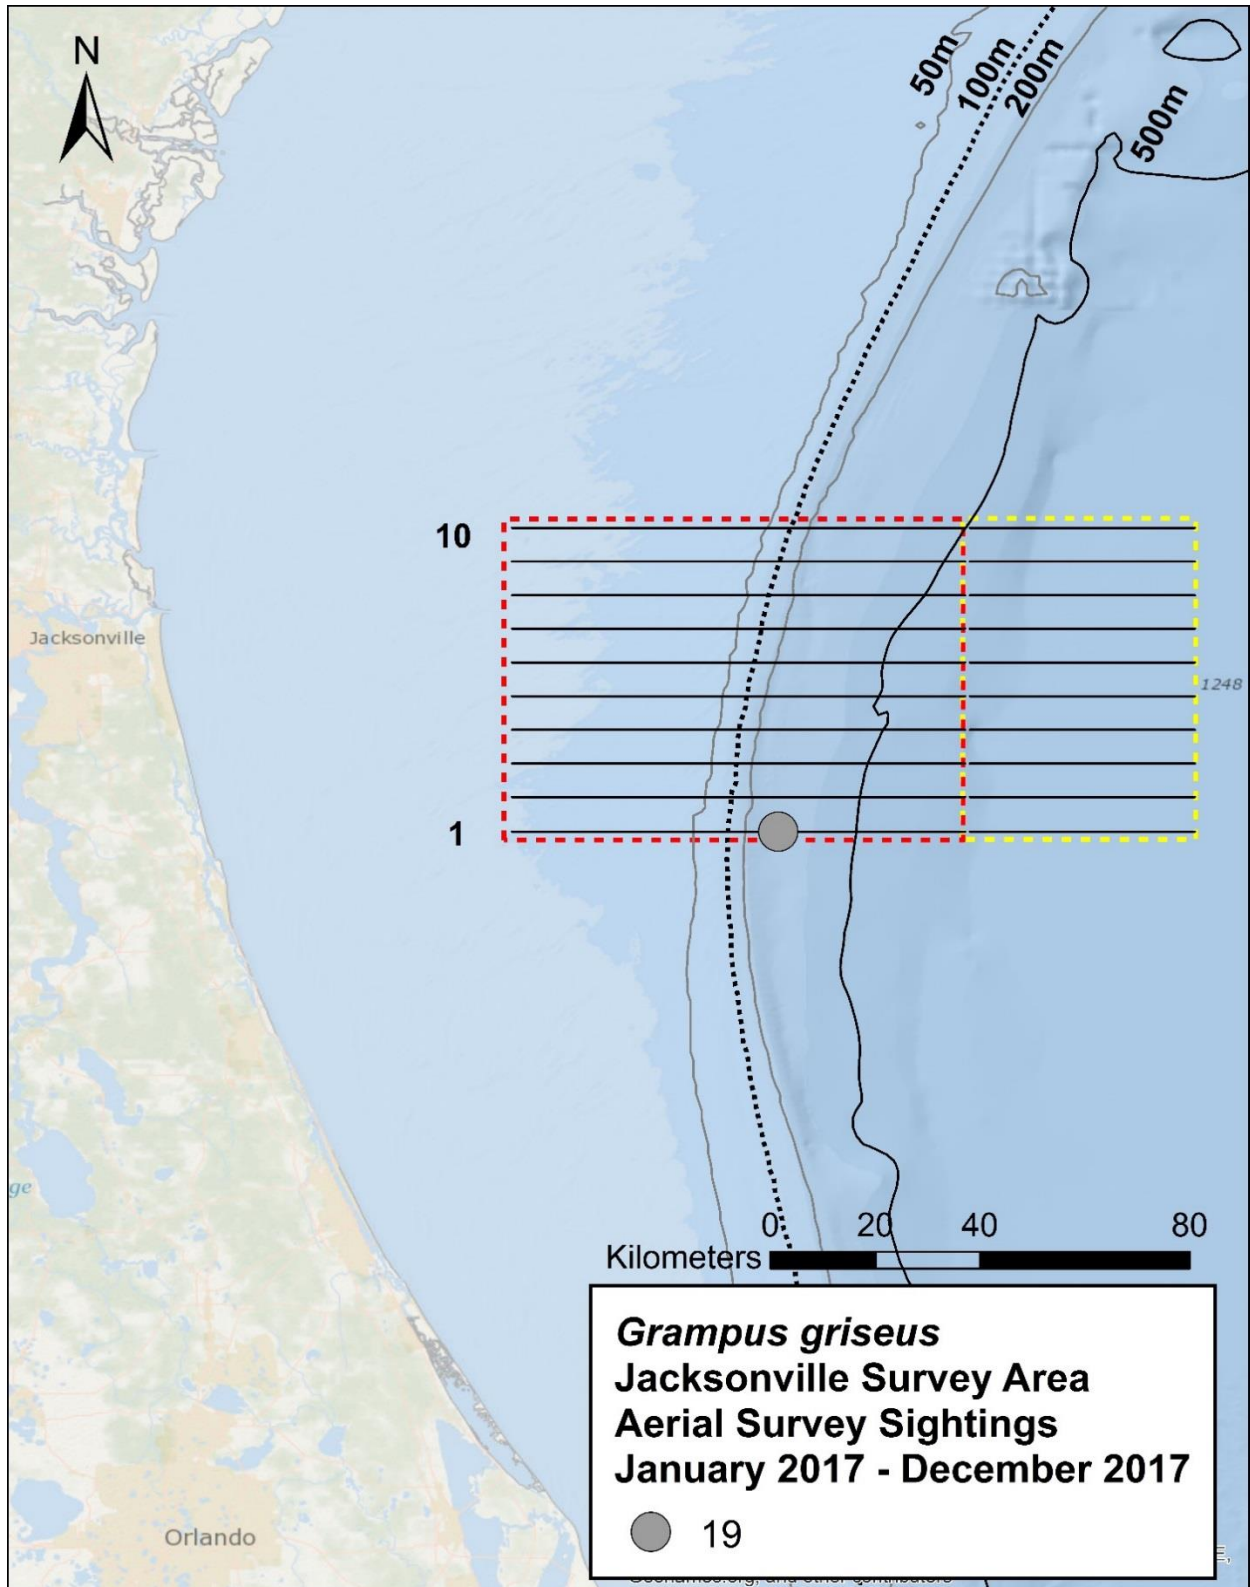 N
50m
100m
200m
500m
10
Jacksonville
1248
1
ge
0 20 40 80
Kilometers
Grampus griseus
Jacksonville Survey Area
Aerial Survey Sightings
January 2017 - December 2017
19
Orlando
E,